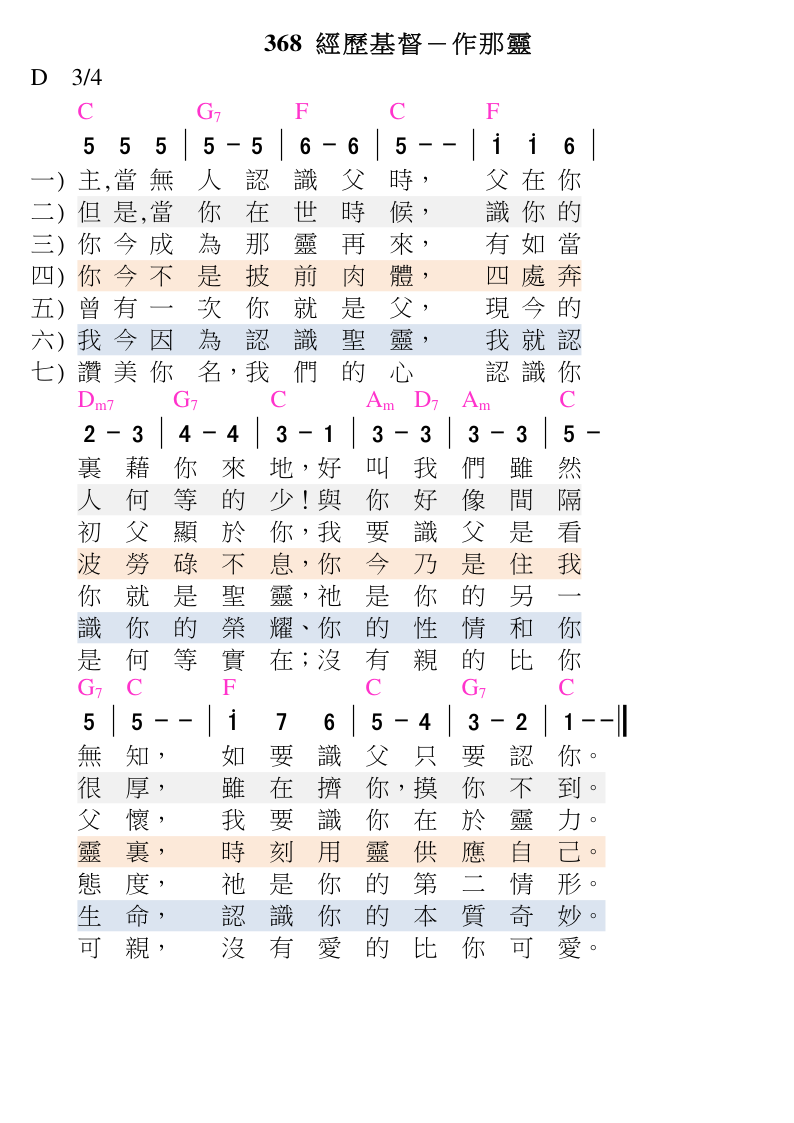 368 經歷基督－作那靈
D 3/4
C G7 F C F
5 5 5 | 5 - 5 | 6 - 6 | 5 - - | i i 6 |
一) 主,當 無 人 認 識 父 時， 父 在 你
二) 但 是,當 你 在 世 時 候， 識 你 的
三) 你 今 成 為 那 靈 再 來， 有 如 當
四) 你 今 不 是 披 前 肉 體， 四 處 奔
五) 曾 有 一 次 你 就 是 父， 現 今 的
六) 我 今 因 為 認 識 聖 靈， 我 就 認
七) 讚 美 你 名，我 們 的 心 認 識 你
Dm7 G7 C Am D7 Am C
2 - 3 | 4 - 4 | 3 - 1 | 3 - 3 | 3 - 3 | 5 -
裏 藉 你 來 地，好 叫 我 們 雖 然
人 何 等 的 少！與 你 好 像 間 隔
初 父 顯 於 你，我 要 識 父 是 看
波 勞 碌 不 息，你 今 乃 是 住 我
你 就 是 聖 靈，祂 是 你 的 另 一
識 你 的 榮 耀、你 的 性 情 和 你
是 何 等 實 在；沒 有 親 的 比 你
G7 C F C G7 C
5 | 5 - - | i 7 6 | 5 - 4 | 3 - 2 | 1 - - ‖
無 知， 如 要 識 父 只 要 認 你。
很 厚， 雖 在 擠 你，摸 你 不 到。
父 懷， 我 要 識 你 在 於 靈 力。
靈 裏， 時 刻 用 靈 供 應 自 己。
態 度， 祂 是 你 的 第 二 情 形。
生 命， 認 識 你 的 本 質 奇 妙。
可 親， 沒 有 愛 的 比 你 可 愛。